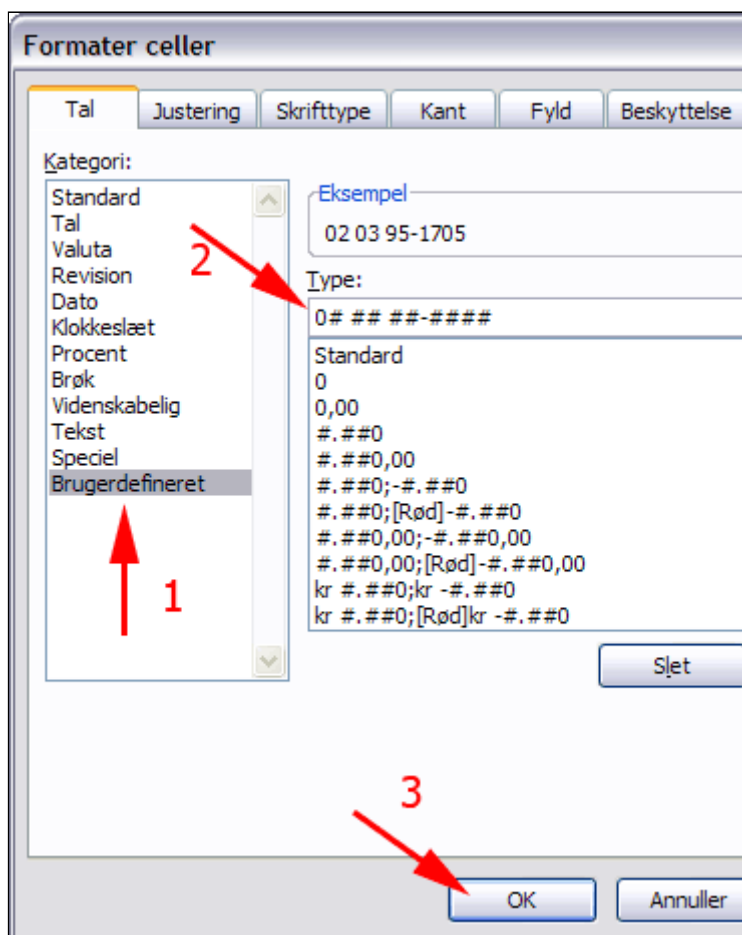 Formater celler
Tal Justering Skrifttype Kant Fyld Beskyttelse
Kategori:
Standard
Tal
Valuta
Revision
Dato
Klokkeslæt
Procent
Brøk
Videnskabelig
Tekst
Speciel
Brugerdefineret
1
2
Eksempel
02 03 95-1705
Type:
0# ## ##-####
Standard
0
0,00
#.##0
#.##0,00
#.##0;-#.##0
#.##0;[Rød]-#.##0
#.##0,00;-#.##0,00
#.##0,00;[Rød]-#.##0,00
kr #.##0;kr -#.##0
kr #.##0;[Rød]kr -#.##0
Slet
3
OK Annuller